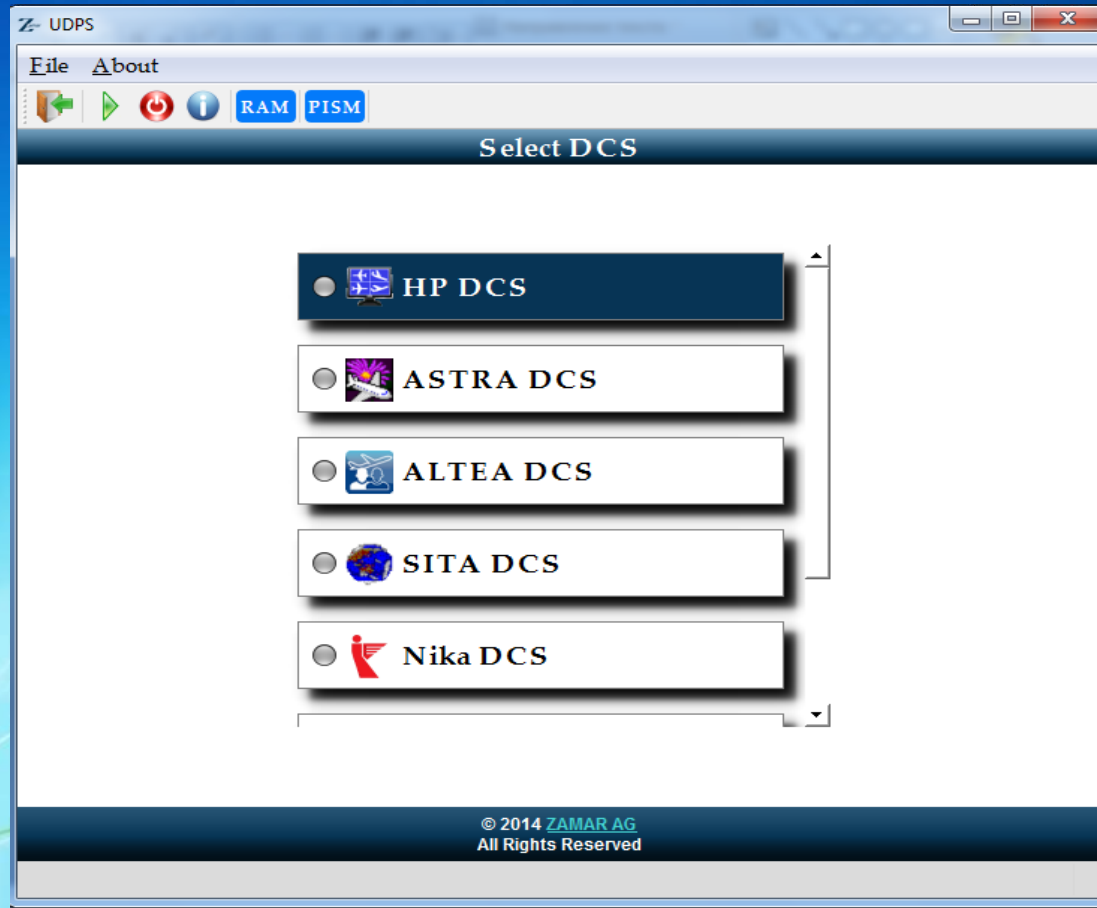 UDPS
File About
RAM PISM
Select DCS
HP DCS
ASTRA DCS
ALTEA DCS
SITA DCS
Nika DCS
© 2014 ZAMAR AG
All Rights Reserved